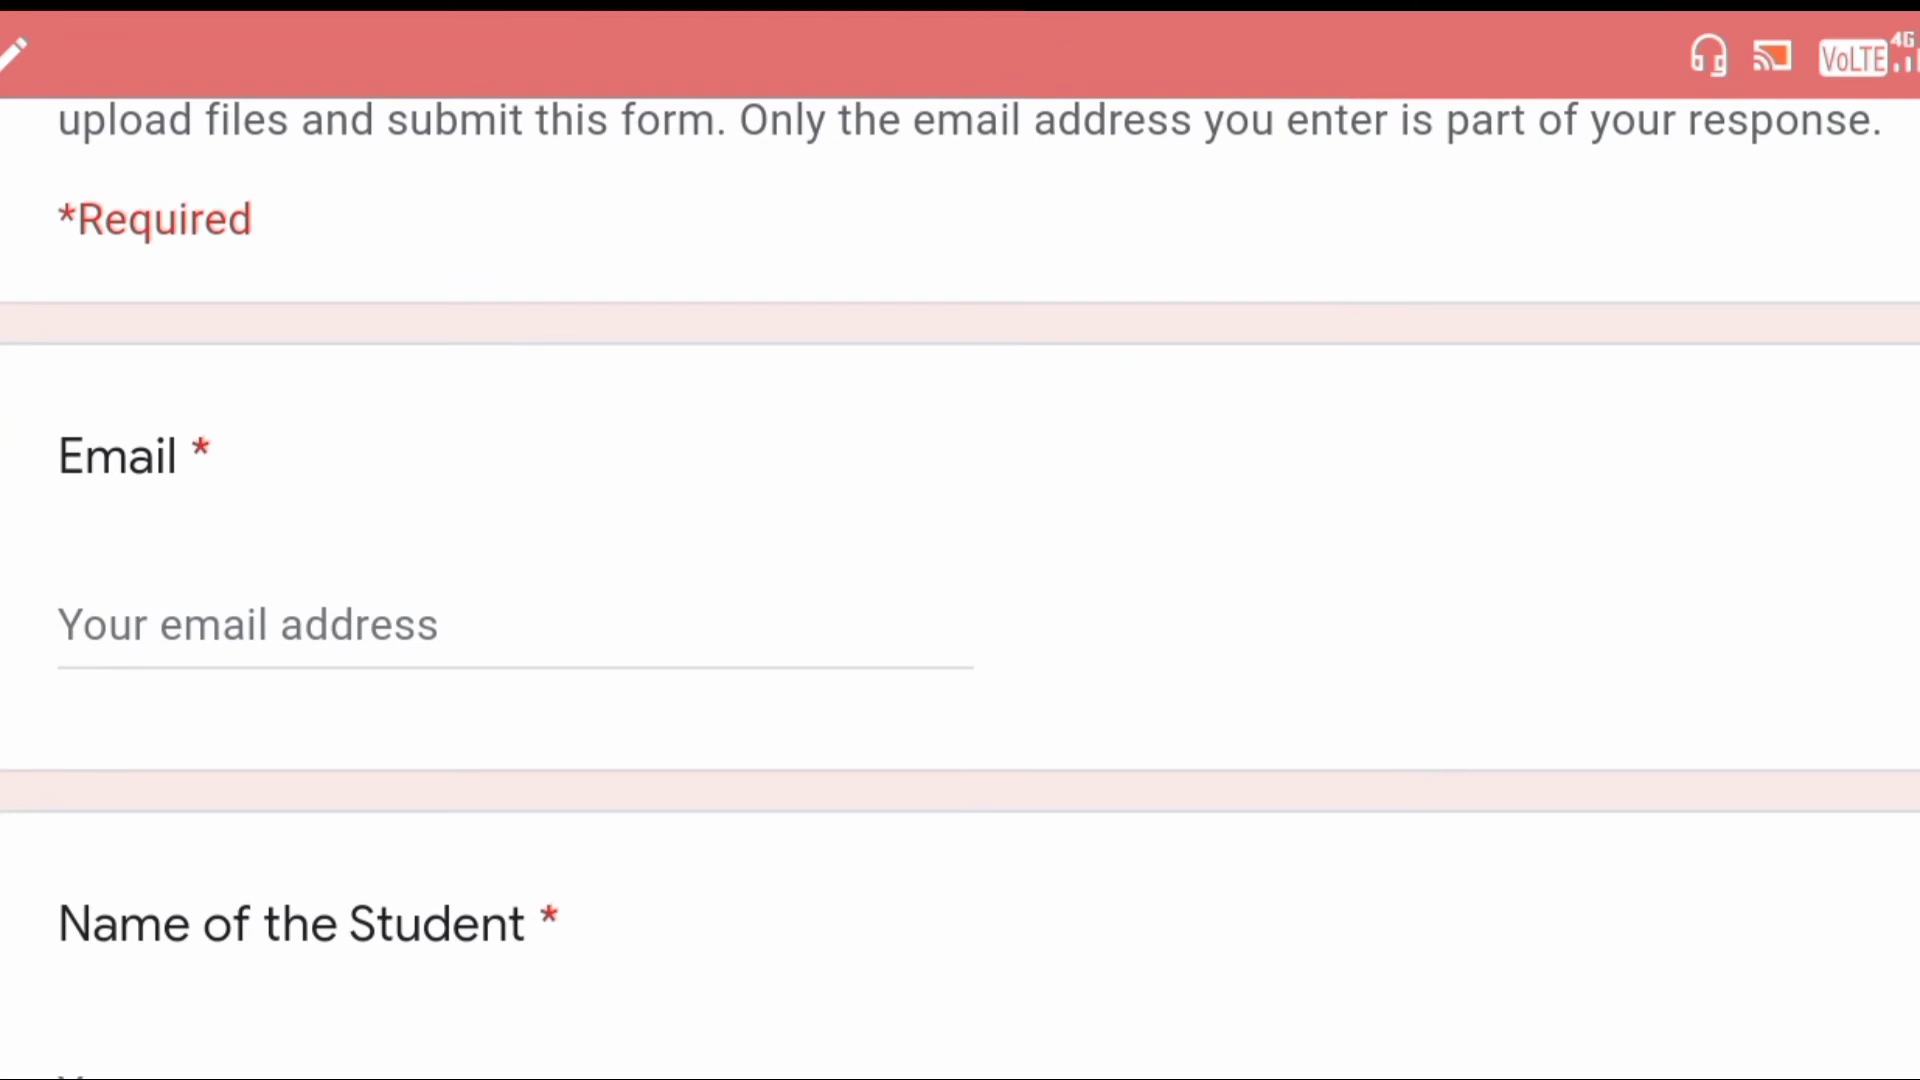 VoLTE 4G
upload files and submit this form. Only the email address you enter is part of your response.
*Required
Email *
Your email address
Name of the Student *